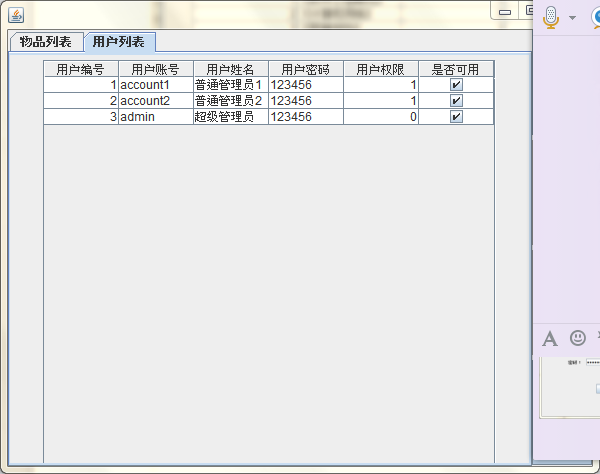 物品列表 用户列表
用户编号 用户账号 用户姓名 用户密码 用户权限 是否可用
1 account1 普通管理员1 123456 1
2 account2 普通管理员2 123456 1
3 admin 超级管理员 123456 0
A